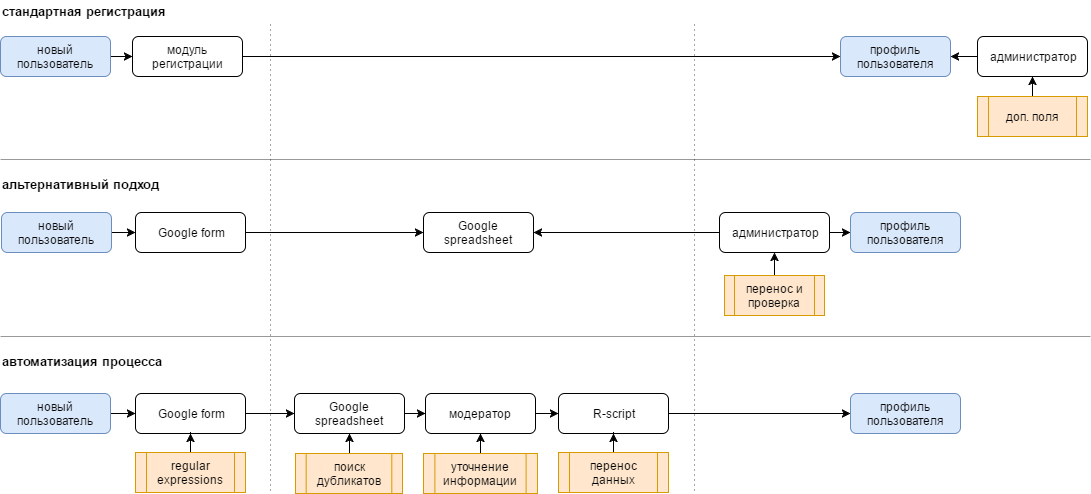 стандартная регистрация
новый
пользователь
модуль
регистрации
профиль
пользователя
администратор
доп. поля
альтернативный подход
новый
пользователь
Google form
Google
spreadsheet
администратор
профиль
пользователя
перенос и
проверка
автоматизация процесса
новый
пользователь
Google form
Google
spreadsheet
модератор
R-script
профиль
пользователя
regular
expressions
поиск
дубликатов
уточнение
информации
перенос
данных